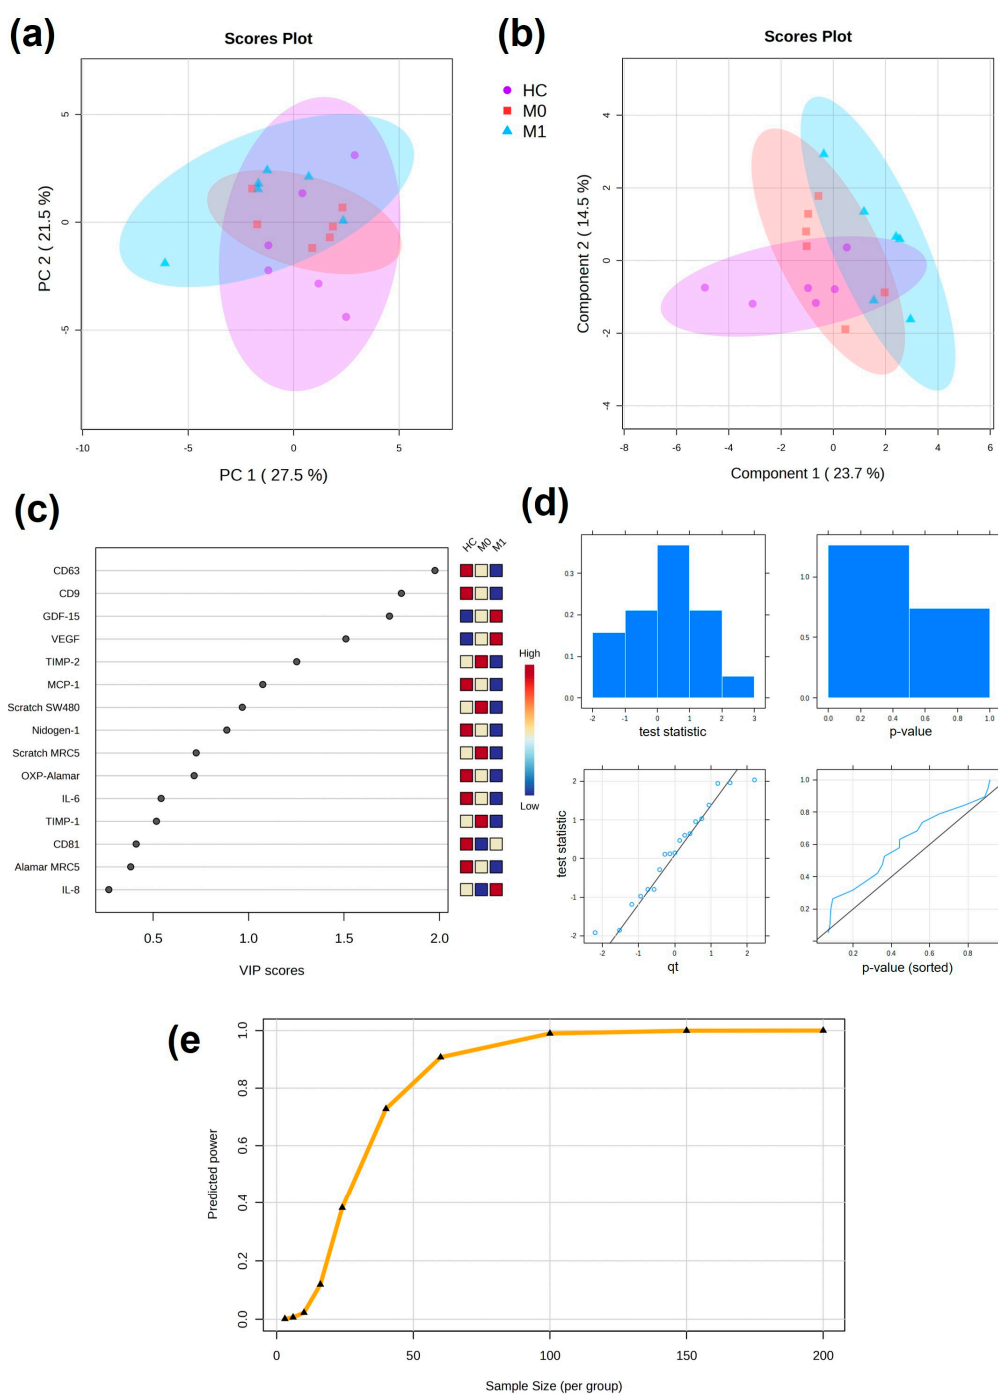 (a)
Scores Plot
PC 2 ( 21.5 %)
5
0
-5
-10
-5
0
5
PC 1 ( 27.5 %)
(b)
Scores Plot
HC
M0
M1
Component 2 ( 14.5 %)
4
2
0
-2
-4
-8
-6
-4
-2
0
2
4
6
Component 1 ( 23.7 %)
(c)
HC
M0
M1
CD63
CD9
GDF-15
VEGF
TIMP-2
MCP-1
Scratch SW480
Nidogen-1
Scratch MRC5
OXP-Alamar
IL-6
TIMP-1
CD81
Alamar MRC5
IL-8
High
Low
0.5
1.0
1.5
2.0
VIP scores
(d)
0.3
0.2
0.1
0.0
-2
-1
0
1
2
3
test statistic
1.0
0.5
0.0
0.0
0.2
0.4
0.6
0.8
1.0
p-value
test statistic
2
1
0
-1
-2
-2
-1
0
1
2
qt
1.0
0.8
0.6
0.4
0.2
0.2
0.4
0.6
0.8
p-value (sorted)
(e
Predicted power
1.0
0.8
0.6
0.4
0.2
0.0
0
50
100
150
200
Sample Size (per group)